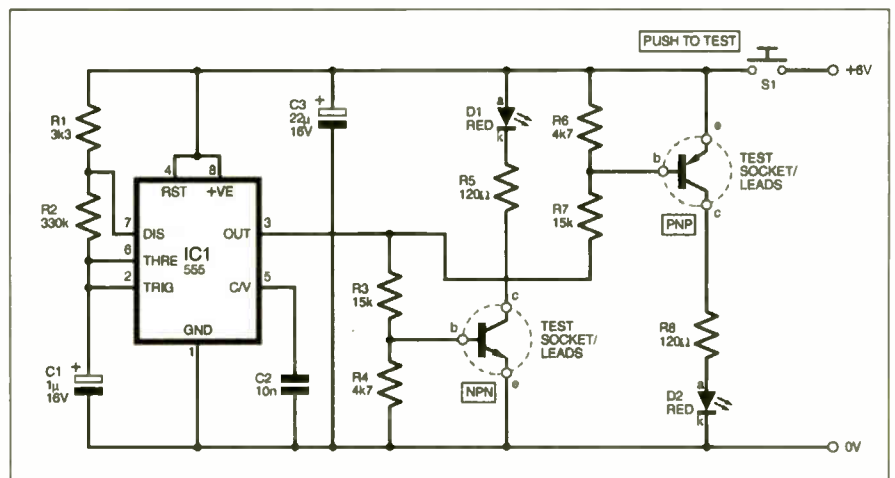 PUSH TO TEST
S1
+6V
R1
3k3
C3
22µ
16V
+
D1
RED
a
k
R6
4k7
e
b
c
TEST
SOCKET/
LEADS
PNP
4
8
RST
+VE
R2
330k
7
DIS
OUT
3
6
THRE
IC1
555
2
TRIG
C/V
5
GND
1
R5
120Ω
R7
15k
R3
15k
c
b
e
TEST
SOCKET/
LEADS
NPN
R4
4k7
R8
120Ω
a
k
D2
RED
C1
1µ
16V
+
C2
10n
0V